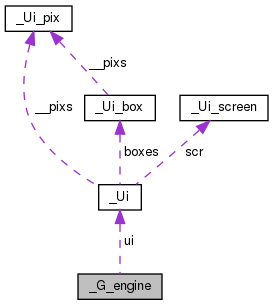 _Ui_pix
__pixs
__pixs
_Ui_box
_Ui_screen
boxes
scr
_Ui
ui
_G_engine